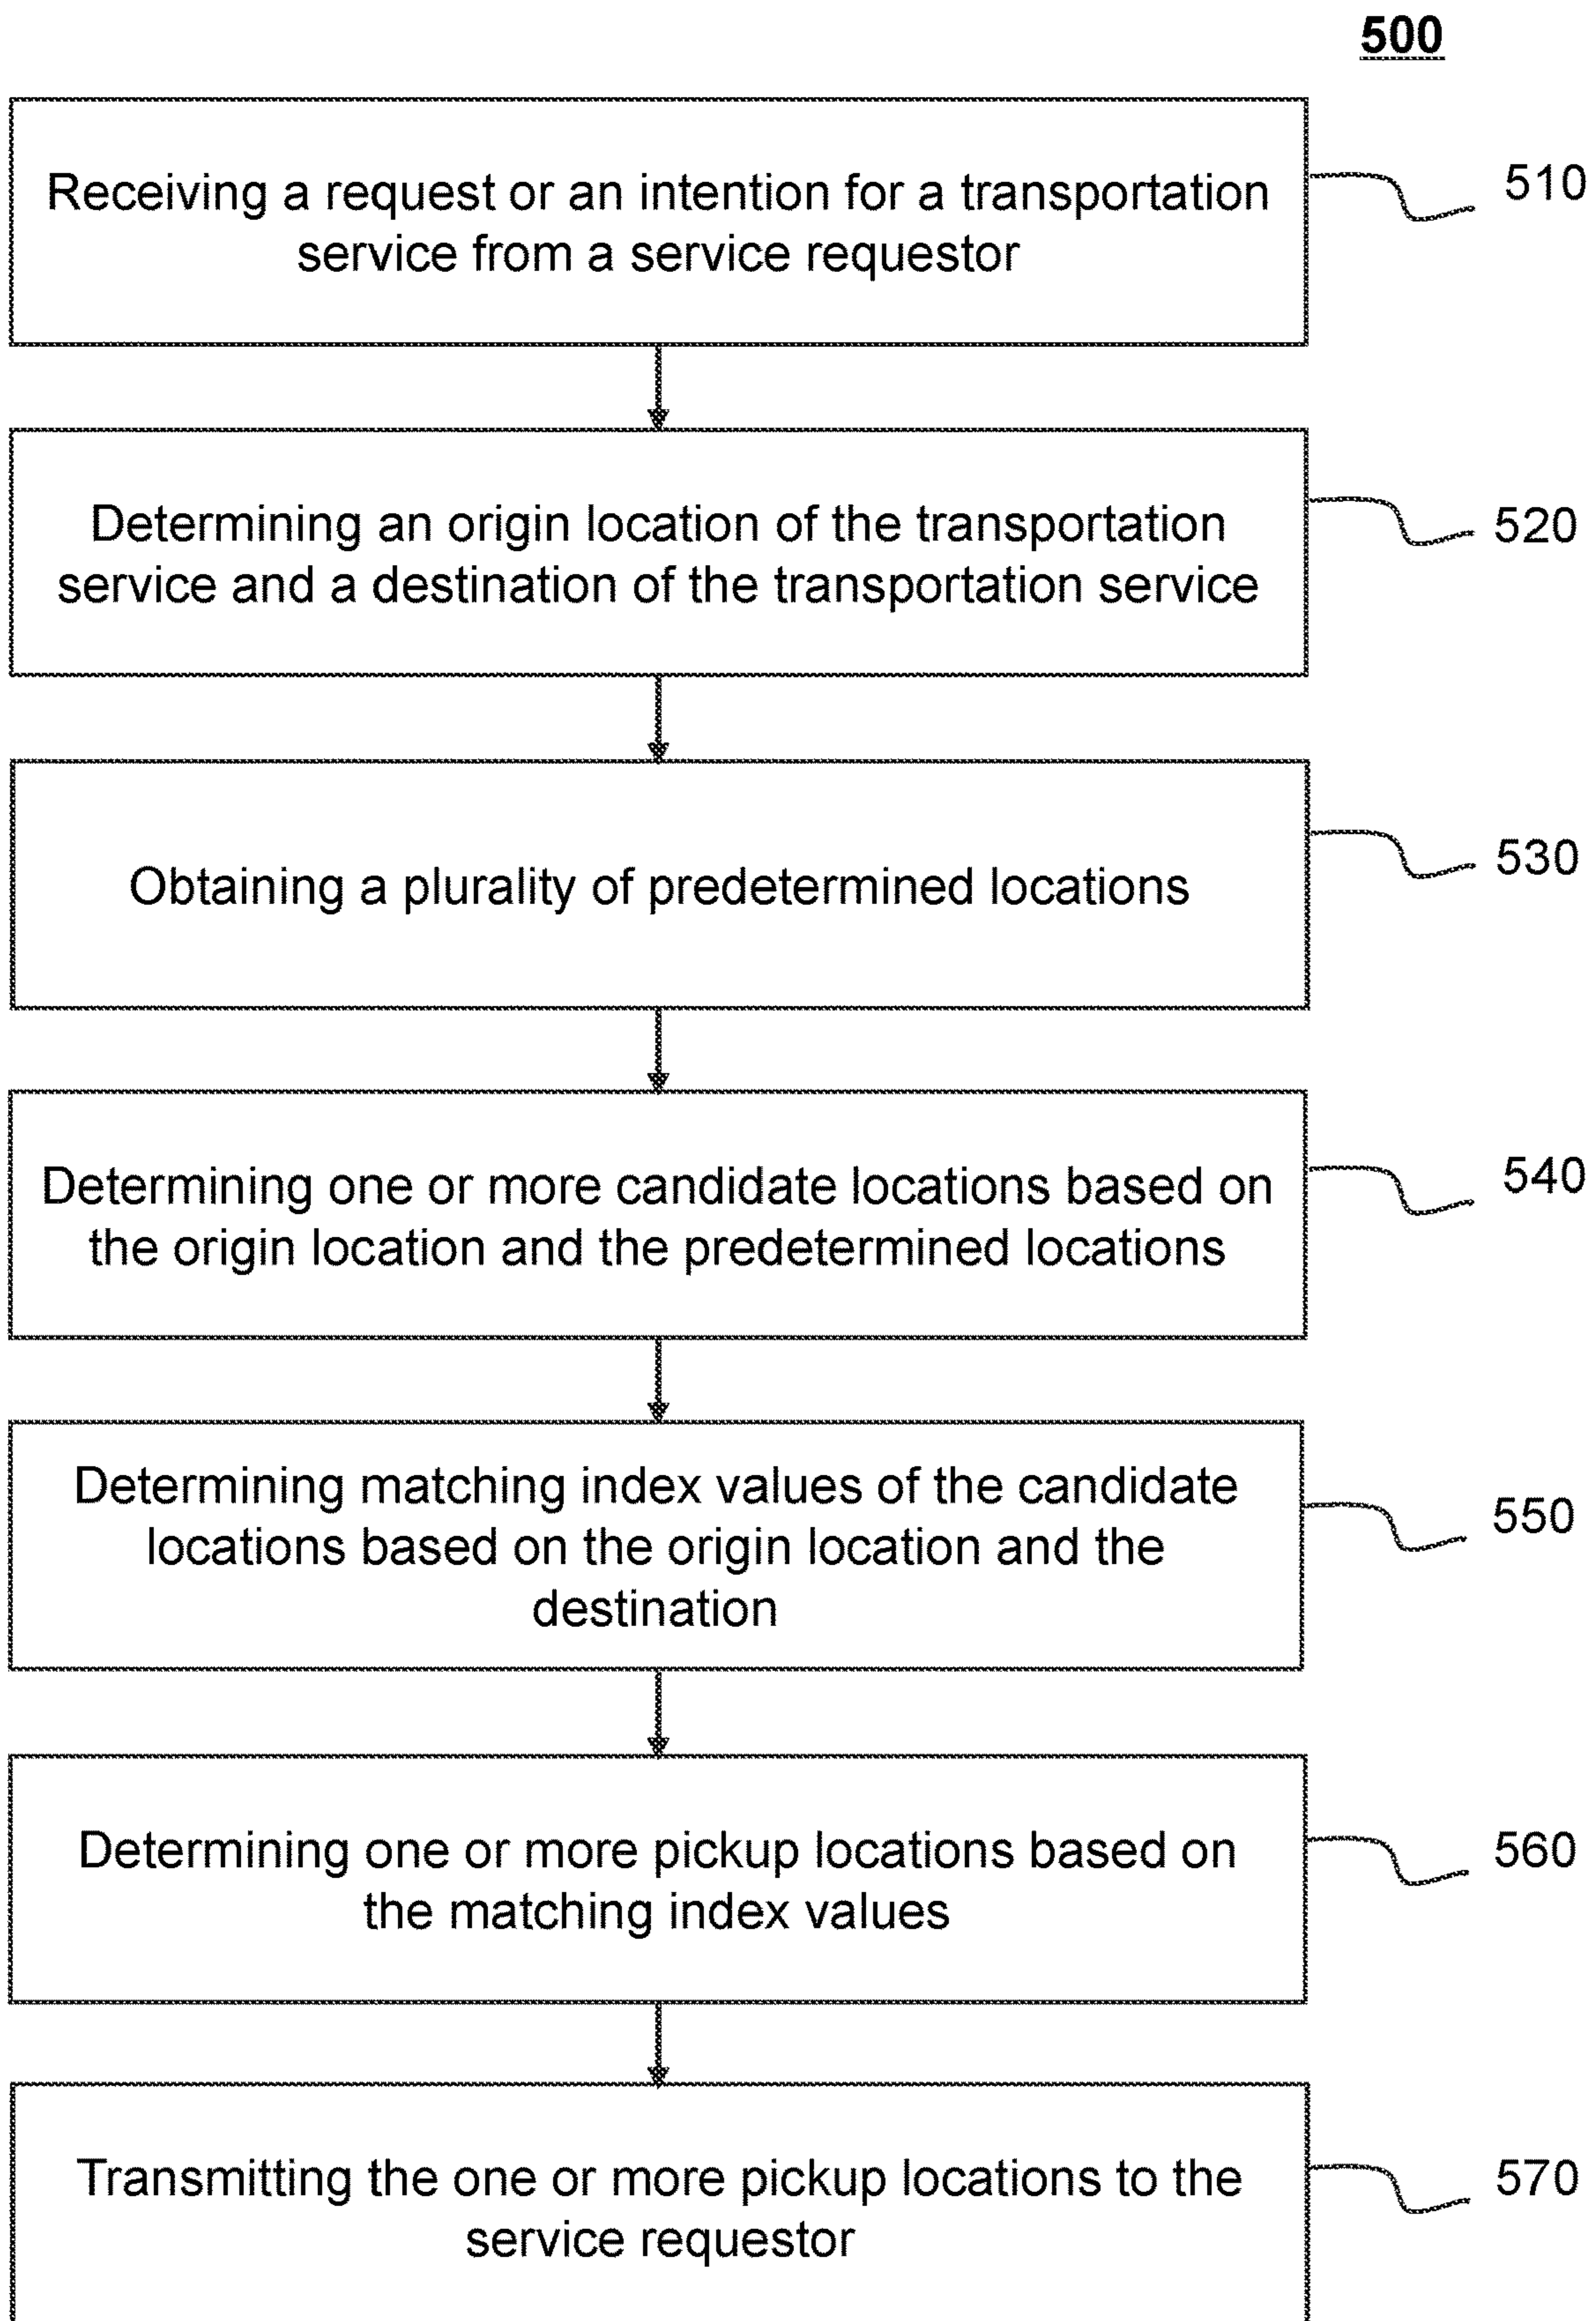 500
Receiving a request or an intention for a transportation
service from a service requestor
510
Determining an origin location of the transportation
service and a destination of the transportation service
520
Obtaining a plurality of predetermined locations
530
Determining one or more candidate locations based on
the origin location and the predetermined locations
540
Determining matching index values of the candidate
locations based on the origin location and the
destination
550
Determining one or more pickup locations based on
the matching index values
560
Transmitting the one or more pickup locations to the
service requestor
570